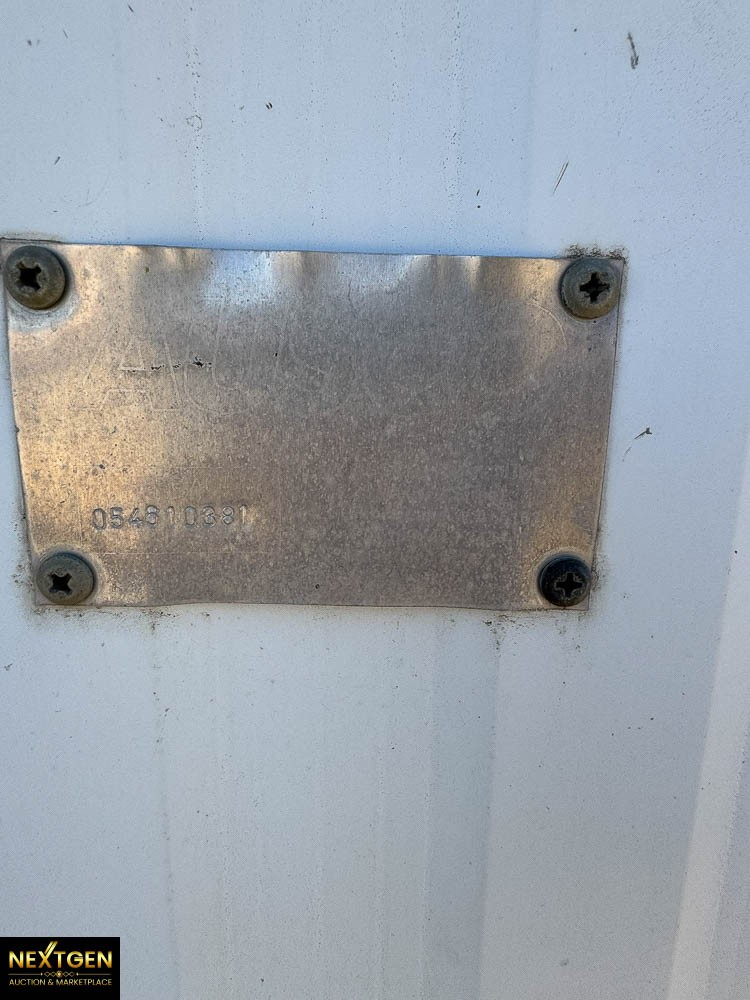 054610381
NEXTGEN
AUCTION & MARKETPLACE